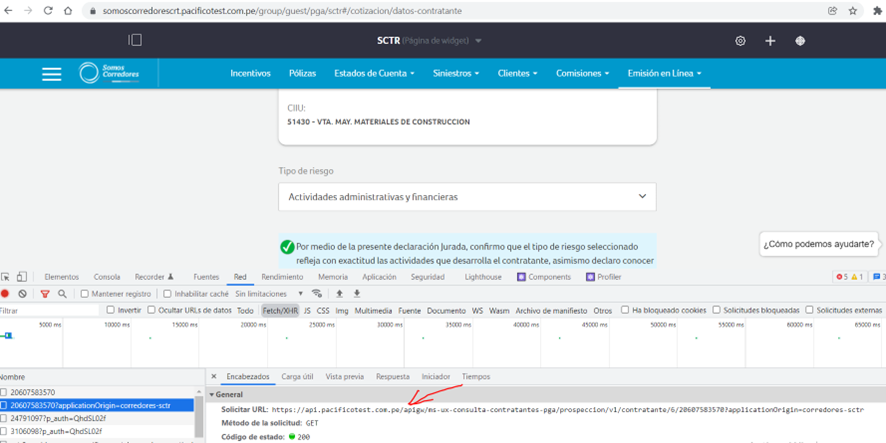 somoscorredorescrt.pacificotest.com.pe/group/guest/pga/sctr#/cotizacion/datos-contratante
SCTR (Página de widget)
Somos Corredores
Incentivos Pólizas Estados de Cuenta Siniestros Clientes Comisiones Emisión en Línea
CIIU:
51430 - VTA. MAY. MATERIALES DE CONSTRUCCION
Tipo de riesgo
Actividades administrativas y financieras
Por medio de la presente declaración Jurada, confirmo que el tipo de riesgo seleccionado
refleja con exactitud las actividades que desarrolla el contratante, asimismo declaro conocer
¿Cómo podemos ayudarte?
Elementos Consola Recorder Fuentes Red Rendimiento Memoria Aplicación Seguridad Lighthouse Components Profiler 5 1 3
Mantener registro Inhabilitar caché Sin limitaciones
Filtrar Invertir Ocultar URLs de datos Todo Fetch/XHR JS CSS Img Multimedia Fuente Documento WS Wasm Archivo de manifiesto Otros Ha bloqueado cookies Solicitudes bloqueadas Solicitudes externas
5000 ms 10000 ms 15000 ms 20000 ms 25000 ms 30000 ms 35000 ms 40000 ms 45000 ms 50000 ms 55000 ms 60000 ms 65000 ms
Nombre
Encabezados Carga útil Vista previa Respuesta Iniciador Tiempos
20607583570
20607583570?applicationOrigin=corredores-sctr
24791097?p_auth=QhdSL02f
3106098?p_auth=QhdSL02f
General
Solicitar URL: https://api.pacificotest.com.pe/apigw/ms-ux-consulta-contratantes-pga/prospeccion/v1/contratante/6/20607583570?applicationOrigin=corredores-sctr
Método de la solicitud: GET
Código de estado: 200